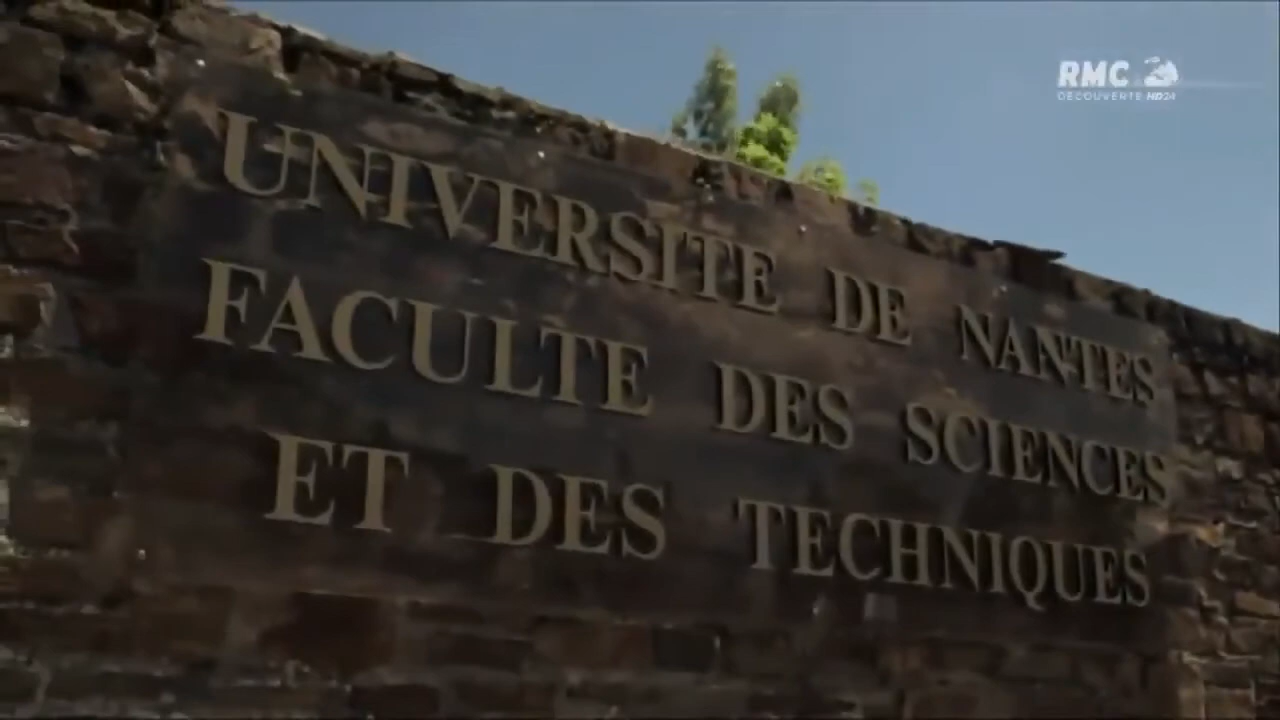 RMC
DECOUVERTE HD24
UNIVERSITE DE NANTES
FACULTE DES SCIENCES
ET DES TECHNIQUES